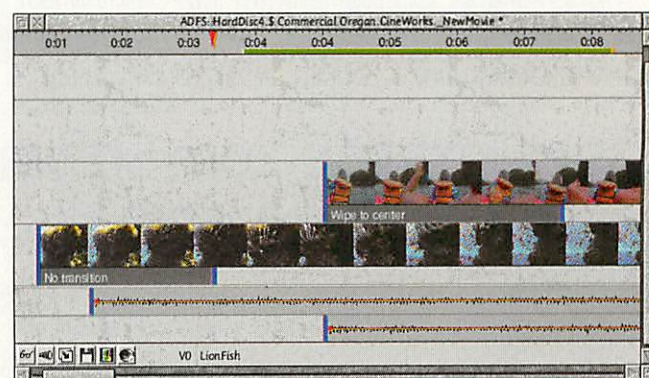 ADFS::HardDisc4.$.Commercial.Oregan.CineWorks._NewMovie *
0:01 0:02 0:03 0:04 0:04 0:05 0:06 0:07 0:08
Wipe to center
No transition
V0 LionFish